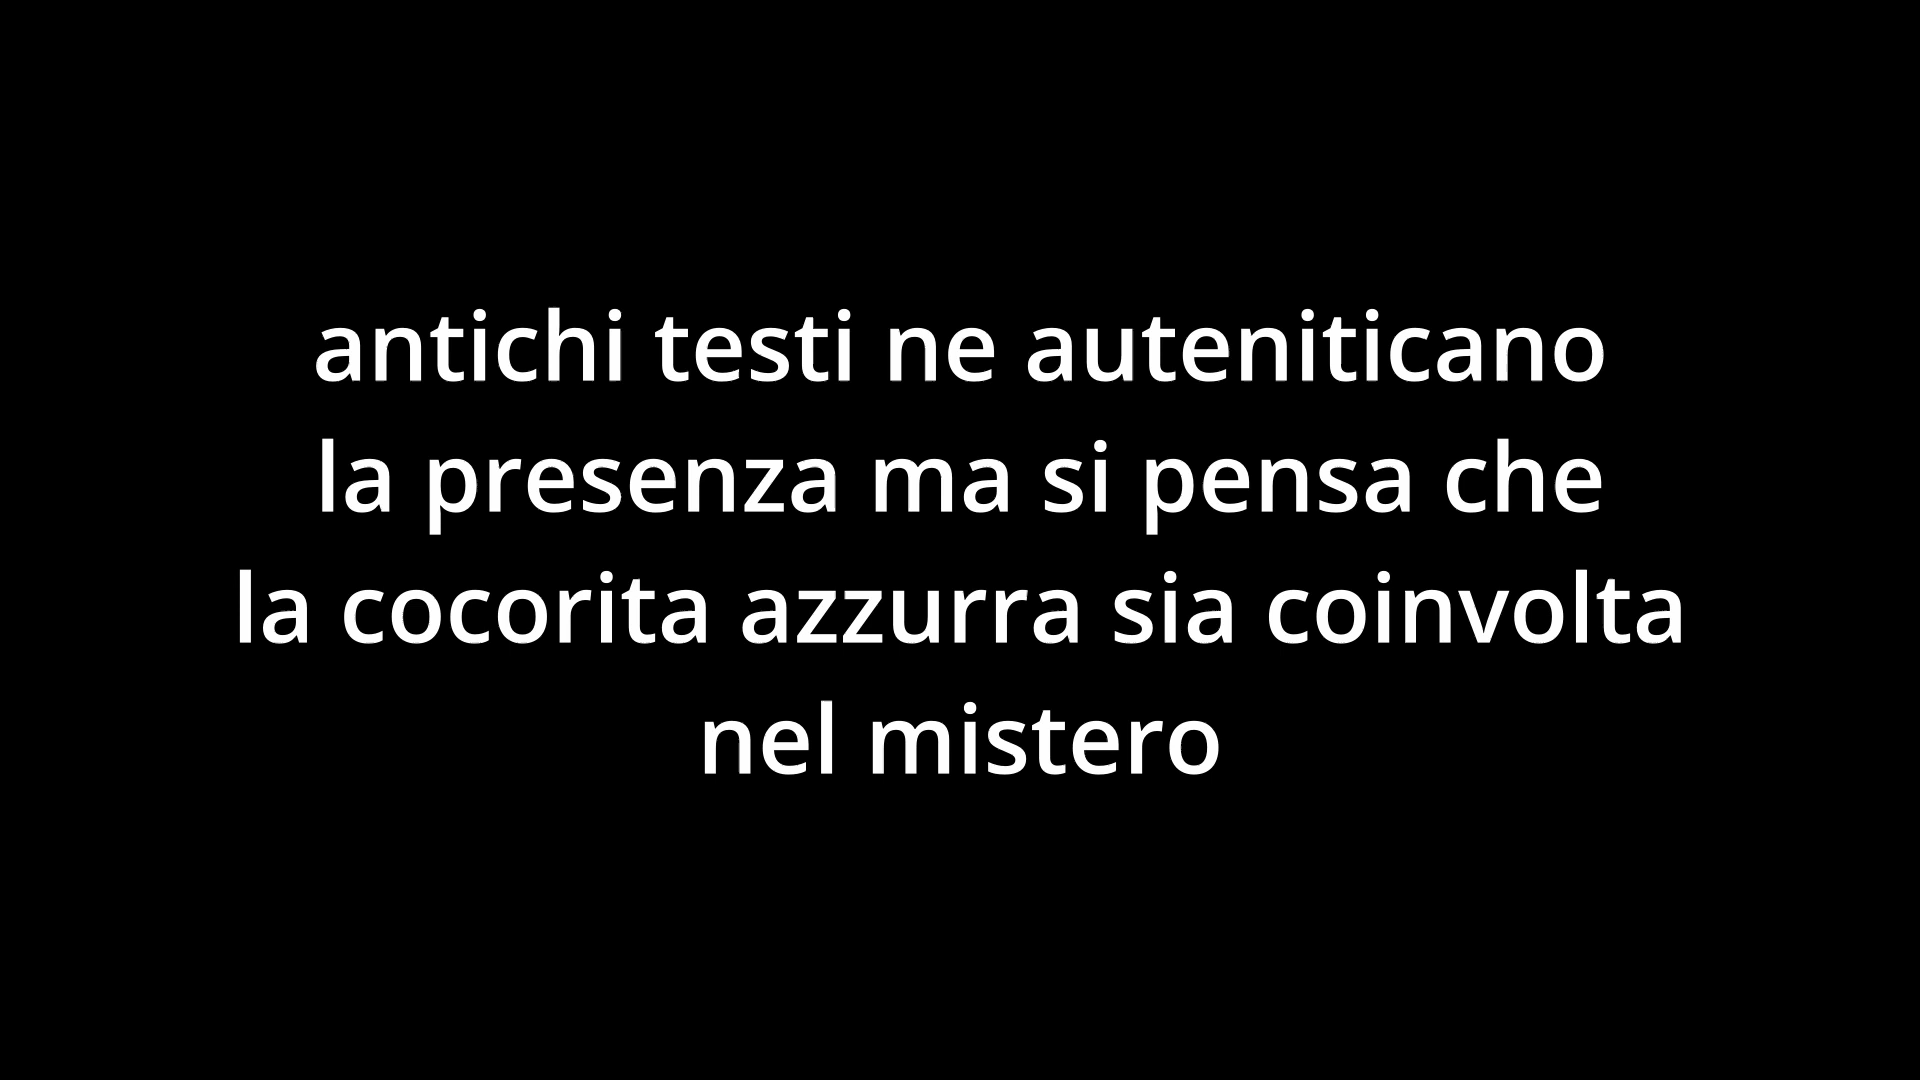 antichi testi ne auteniticano
la presenza ma si pensa che
la cocorita azzurra sia coinvolta
nel mistero